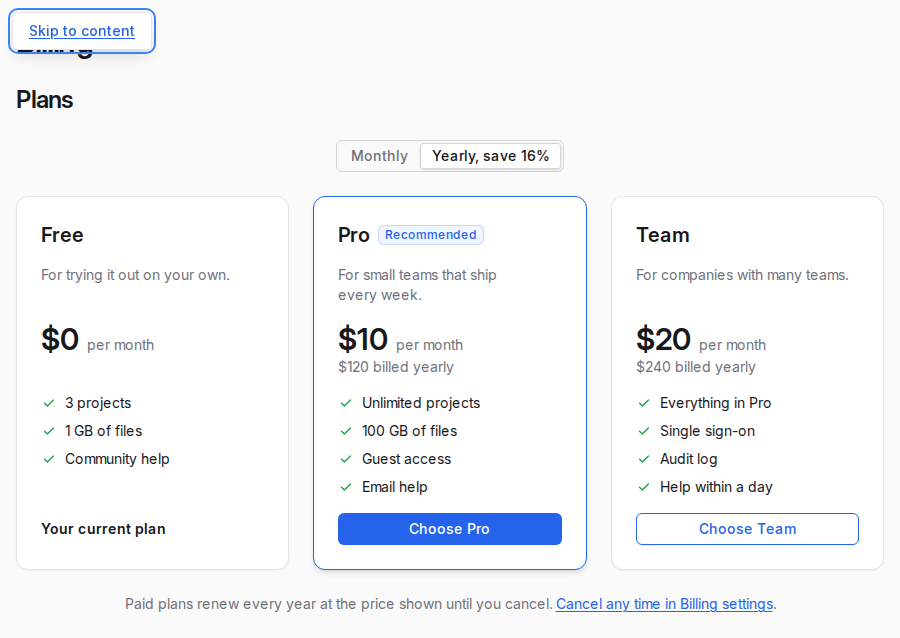 Skip to content
Plans
Monthly
Yearly, save 16%
Free
For trying it out on your own.
$0 per month
3 projects
1 GB of files
Community help
Your current plan
Pro
Recommended
For small teams that ship
every week.
$10 per month
$120 billed yearly
Unlimited projects
100 GB of files
Guest access
Email help
Choose Pro
Team
For companies with many teams.
$20 per month
$240 billed yearly
Everything in Pro
Single sign-on
Audit log
Help within a day
Choose Team
Paid plans renew every year at the price shown until you cancel. Cancel any time in Billing settings.